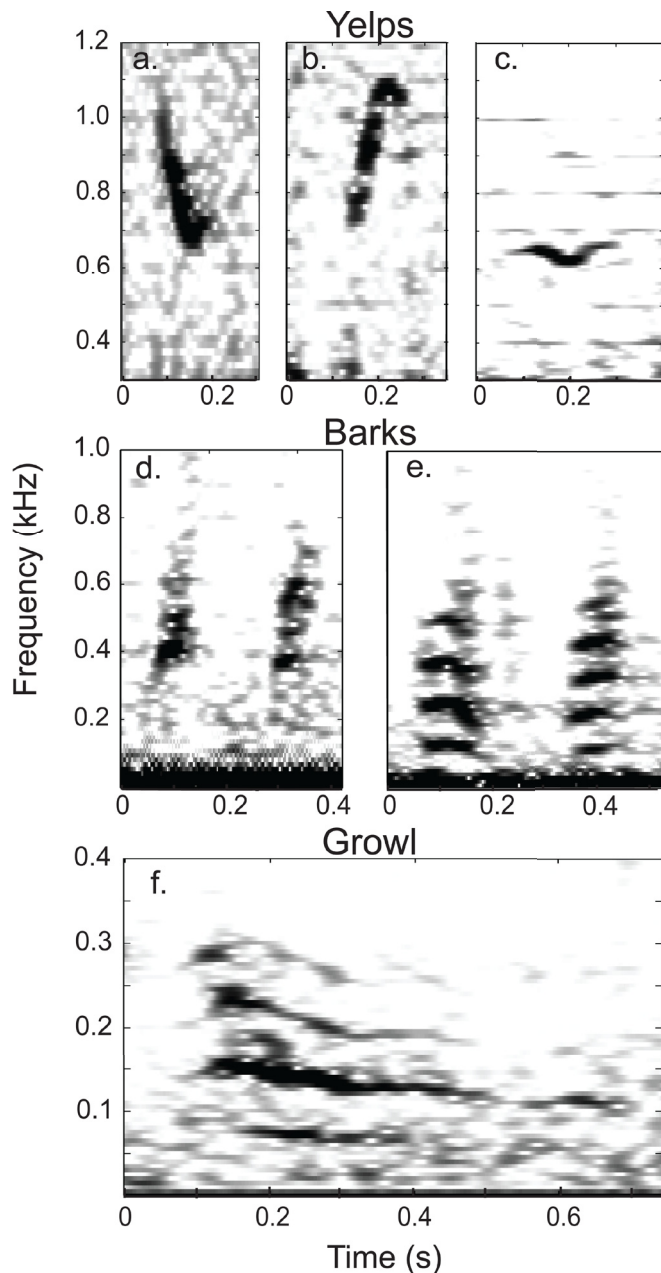 Yelps
1.2
a.
b.
c.
1.0
0.8
0.6
0.4
0 0.2 0 0.2 0 0.2
Barks
1.0
d.
e.
0.8
0.6
0.4
0.2
0 0.2 0.4 0 0.2 0.4
Frequency (kHz)
Growl
0.4
f.
0.3
0.2
0.1
0 0.2 0.4 0.6
Time (s)